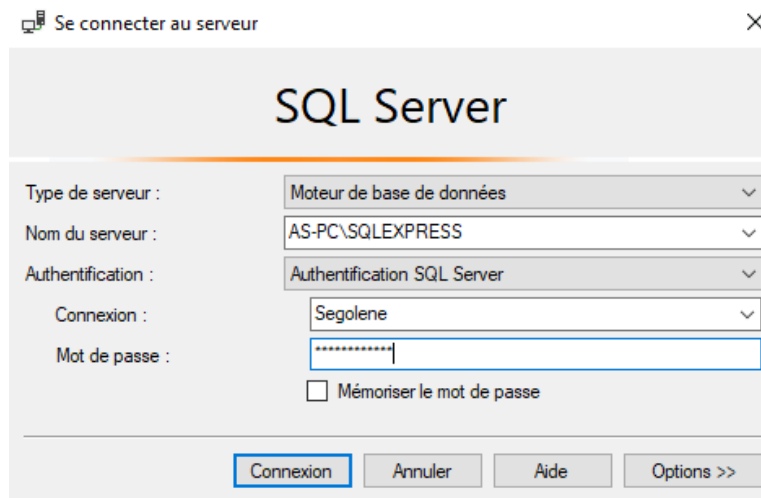 Se connecter au serveur
SQL Server
Type de serveur : Moteur de base de données
Nom du serveur : AS-PC\SQLEXPRESS
Authentification : Authentification SQL Server
Connexion : Segolene
Mot de passe : ************
Mémoriser le mot de passe
Connexion Annuler Aide Options >>